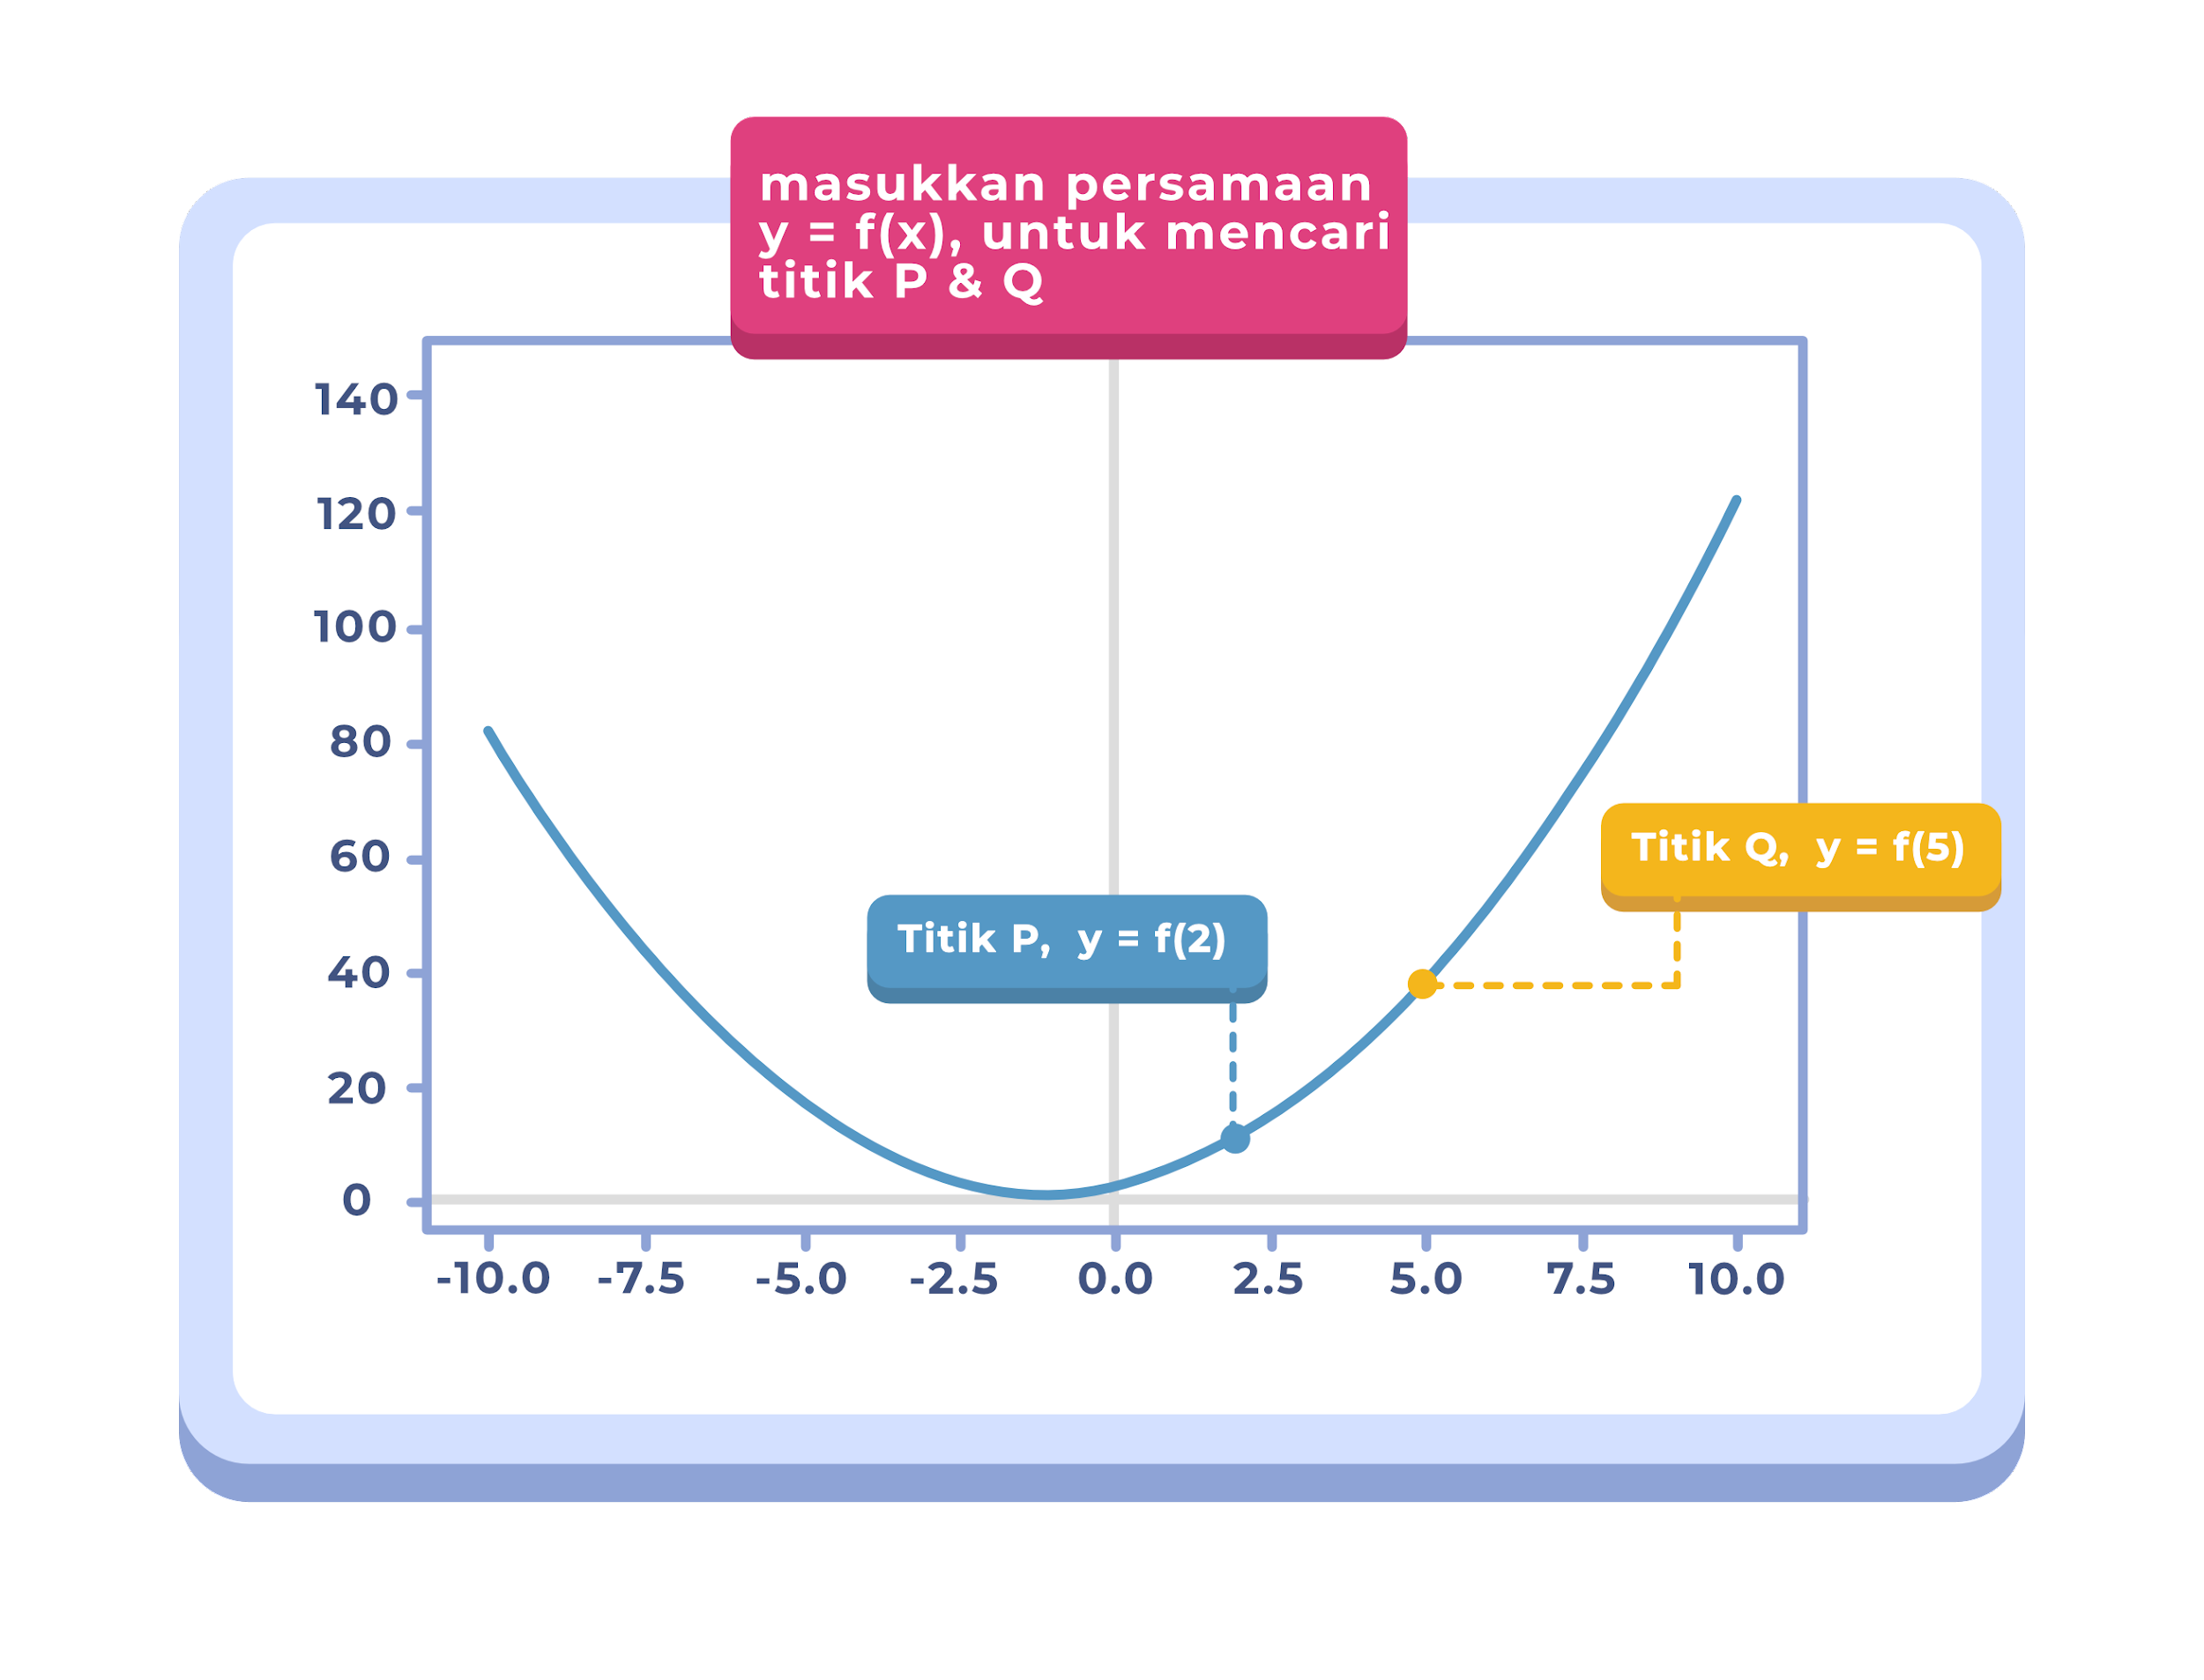 masukkan persamaan
y = f(x), untuk mencari
titik P & Q
140
120
100
80
60
40
20
0
Titik P, y = f(2)
Titik Q, y = f(5)
-10.0 -7.5 -5.0 -2.5 0.0 2.5 5.0 7.5 10.0